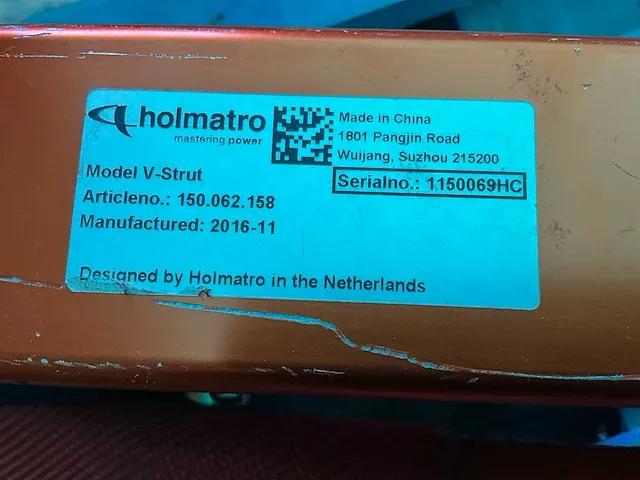 holmatro
mastering power
Made in China
1801 Pangjin Road
Wuijang, Suzhou 215200
Model V-Strut
Serialno.: 1150069HC
Articleno.: 150.062.158
Manufactured: 2016-11
Designed by Holmatro in the Netherlands